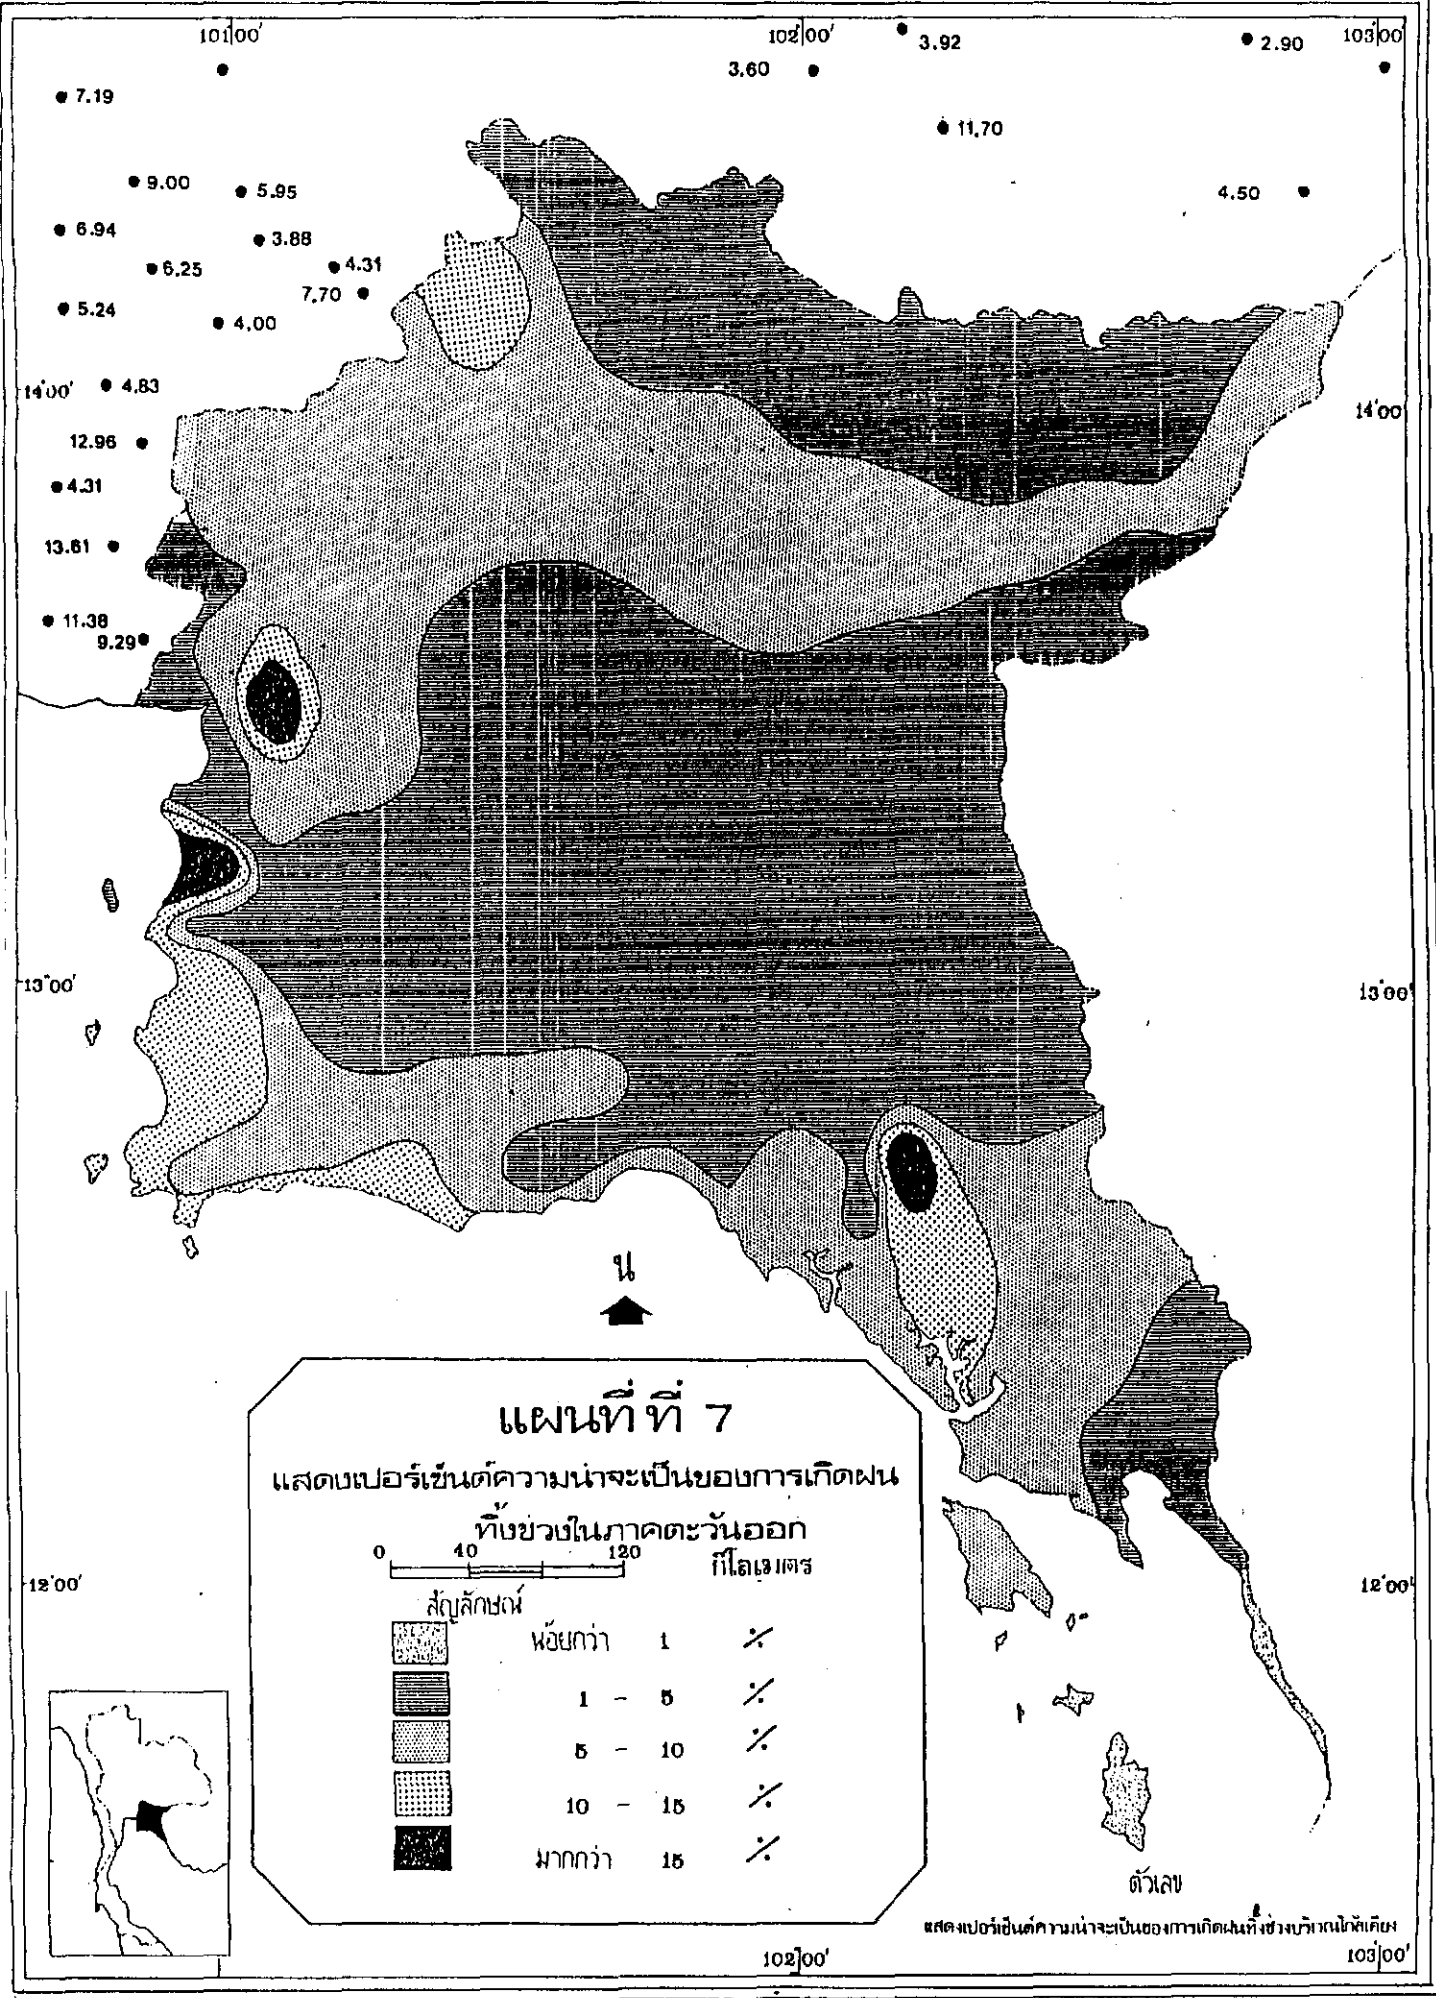 101°00'
102°00'
103°00'
3.92
2.90
3.60
7.19
11.70
9.00
5.95
4.50
6.94
3.88
6.25
4.31
7.70
5.24
4.00
14°00'
4.83
14°00'
12.96
4.31
13.61
11.38
9.29
13°00'
13°00'
น
แผนที่ ที่ 7
แสดงเปอร์เซ็นต์ความน่าจะเป็นของการเกิดฝน
ทิ้งช่วงในภาคตะวันออก
0 40 120 กิโลเมตร
12°00'
12°00'
สัญลักษณ์
น้อยกว่า 1 %
1 - 5 %
5 - 10 %
10 - 15 %
มากกว่า 15 %
ตัวเลข
แสดงเปอร์เซ็นต์ความน่าจะเป็นของการเกิดฝนทิ้งช่วงบริเวณใกล้เคียง
102°00'
103°00'